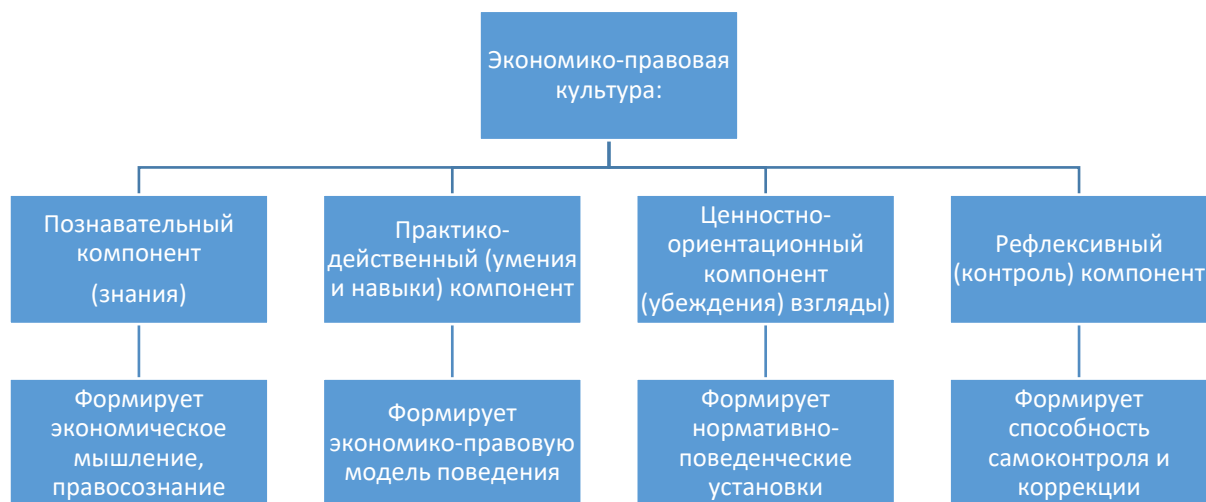 Экономико-правовая
культура:
Познавательный
компонент
(знания)
Практико-
действенный (умения
и навыки) компонент
Ценностно-
ориентационный
компонент
(убеждения) взгляды)
Рефлексивный
(контроль) компонент
Формирует
экономическое
мышление,
правосознание
Формирует
экономико-правовую
модель поведения
Формирует
нормативно-
поведенческие
установки
Формирует
способность
самоконтроля и
коррекции